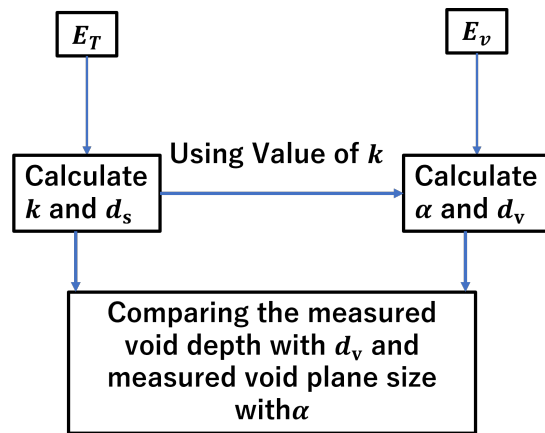 E_T
E_v
Using Value of k
Calculate
k and d_s
Calculate
α and d_v
Comparing the measured
void depth with d_v and
measured void plane size
withα